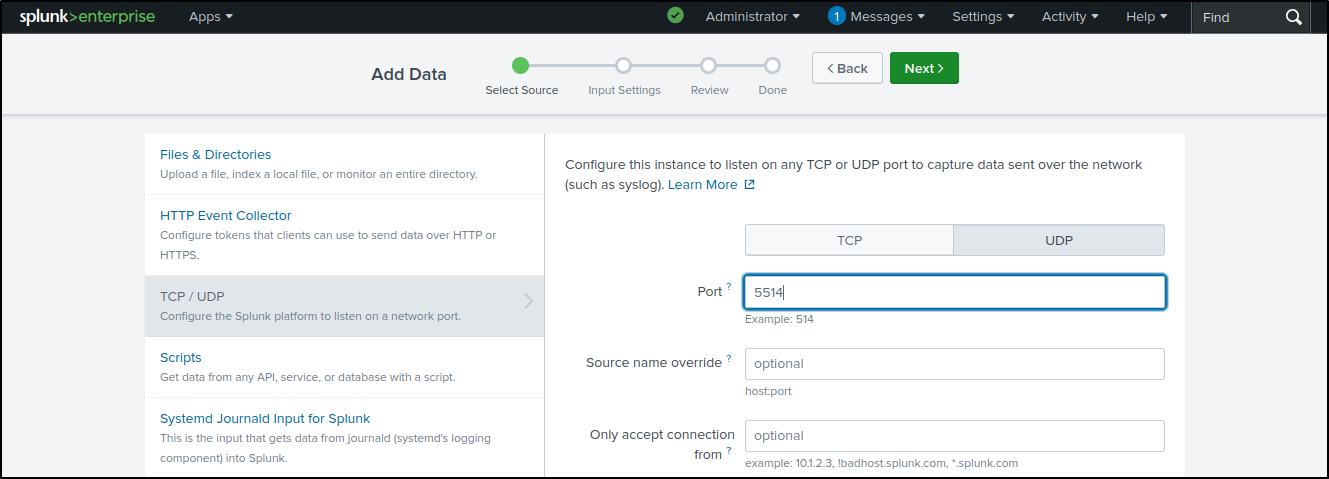 splunk>enterprise Apps Administrator 1 Messages Settings Activity Help Find
Add Data
Select Source Input Settings Review Done
< Back Next >
Files & Directories
Upload a file, index a local file, or monitor an entire directory.
HTTP Event Collector
Configure tokens that clients can use to send data over HTTP or
HTTPS.
TCP / UDP
Configure the Splunk platform to listen on a network port.
Scripts
Get data from any API, service, or database with a script.
Systemd Journald Input for Splunk
This is the input that gets data from journald (systemd's logging
component) into Splunk.
Configure this instance to listen on any TCP or UDP port to capture data sent over the network
(such as syslog). Learn More
TCP UDP
Port ? 5514
Example: 514
Source name override ? optional
host:port
Only accept connection
from ? optional
example: 10.1.2.3, !badhost.splunk.com, *.splunk.com